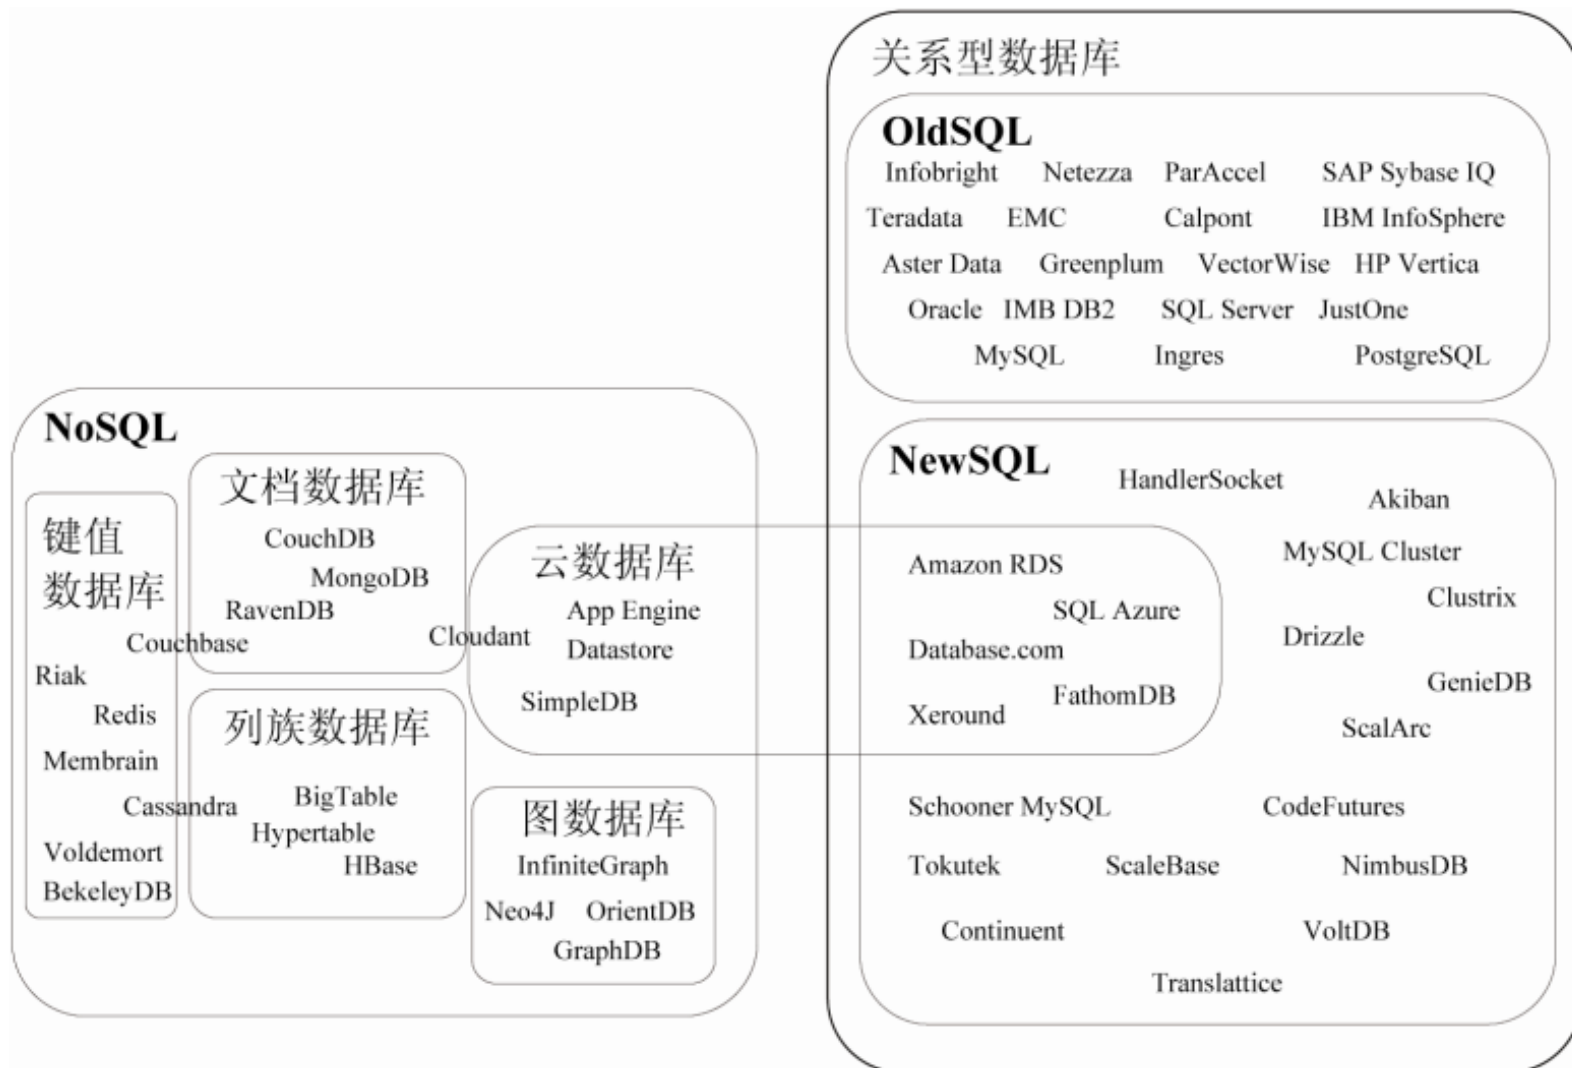 关系型数据库
OldSQL
Infobright Netezza ParAccel SAP Sybase IQ
Teradata EMC Calpont IBM InfoSphere
Aster Data Greenplum VectorWise HP Vertica
Oracle IMB DB2 SQL Server JustOne
MySQL Ingres PostgreSQL
NoSQL
键值
数据库
Couchbase
Riak
Redis
Membrain
Cassandra
Voldemort
BekeleyDB
文档数据库
CouchDB
MongoDB
RavenDB
Cloudant
列族数据库
BigTable
Hypertable
HBase
云数据库
App Engine
Datastore
SimpleDB
图数据库
InfiniteGraph
Neo4J OrientDB
GraphDB
NewSQL
HandlerSocket
Akiban
Amazon RDS
MySQL Cluster
SQL Azure
Clustrix
Database.com
Drizzle
FathomDB
GenieDB
Xeround
ScalArc
Schooner MySQL CodeFutures
Tokutek ScaleBase NimbusDB
Continuent VoltDB
Translattice